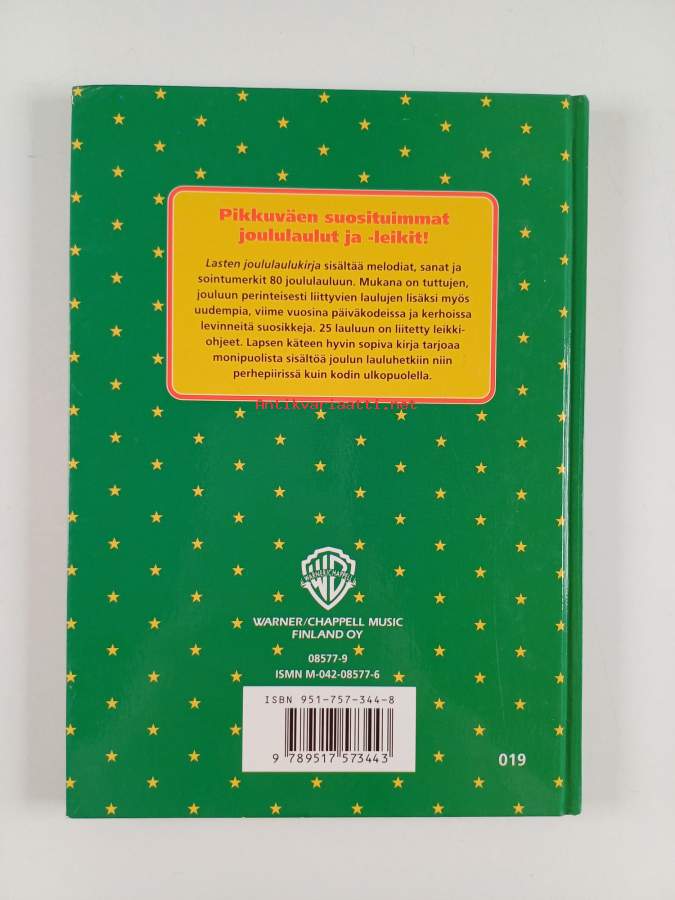 Pikkuväen suosituimmat
joululaulut ja -leikit!
Lasten joululaulukirja sisältää melodiat, sanat ja
sointumerkit 80 joululauluun. Mukana on tuttujen,
jouluun perinteisesti liittyvien laulujen lisäksi myös
uudempia, viime vuosina päiväkodeissa ja kerhoissa
levinneitä suosikkeja. 25 lauluun on liitetty leikki-
ohjeet. Lapsen käteen hyvin sopiva kirja tarjoaa
monipuolista sisältöä joulun lauluhetkiin niin
perhepiirissä kuin kodin ulkopuolella.
Antikvariaatti.net
WARNER/CHAPPELL
WARNER/CHAPPELL MUSIC
FINLAND OY
08577-9
ISMN M-042-08577-6
ISBN 951-757-344-8
9 789517 573443
019